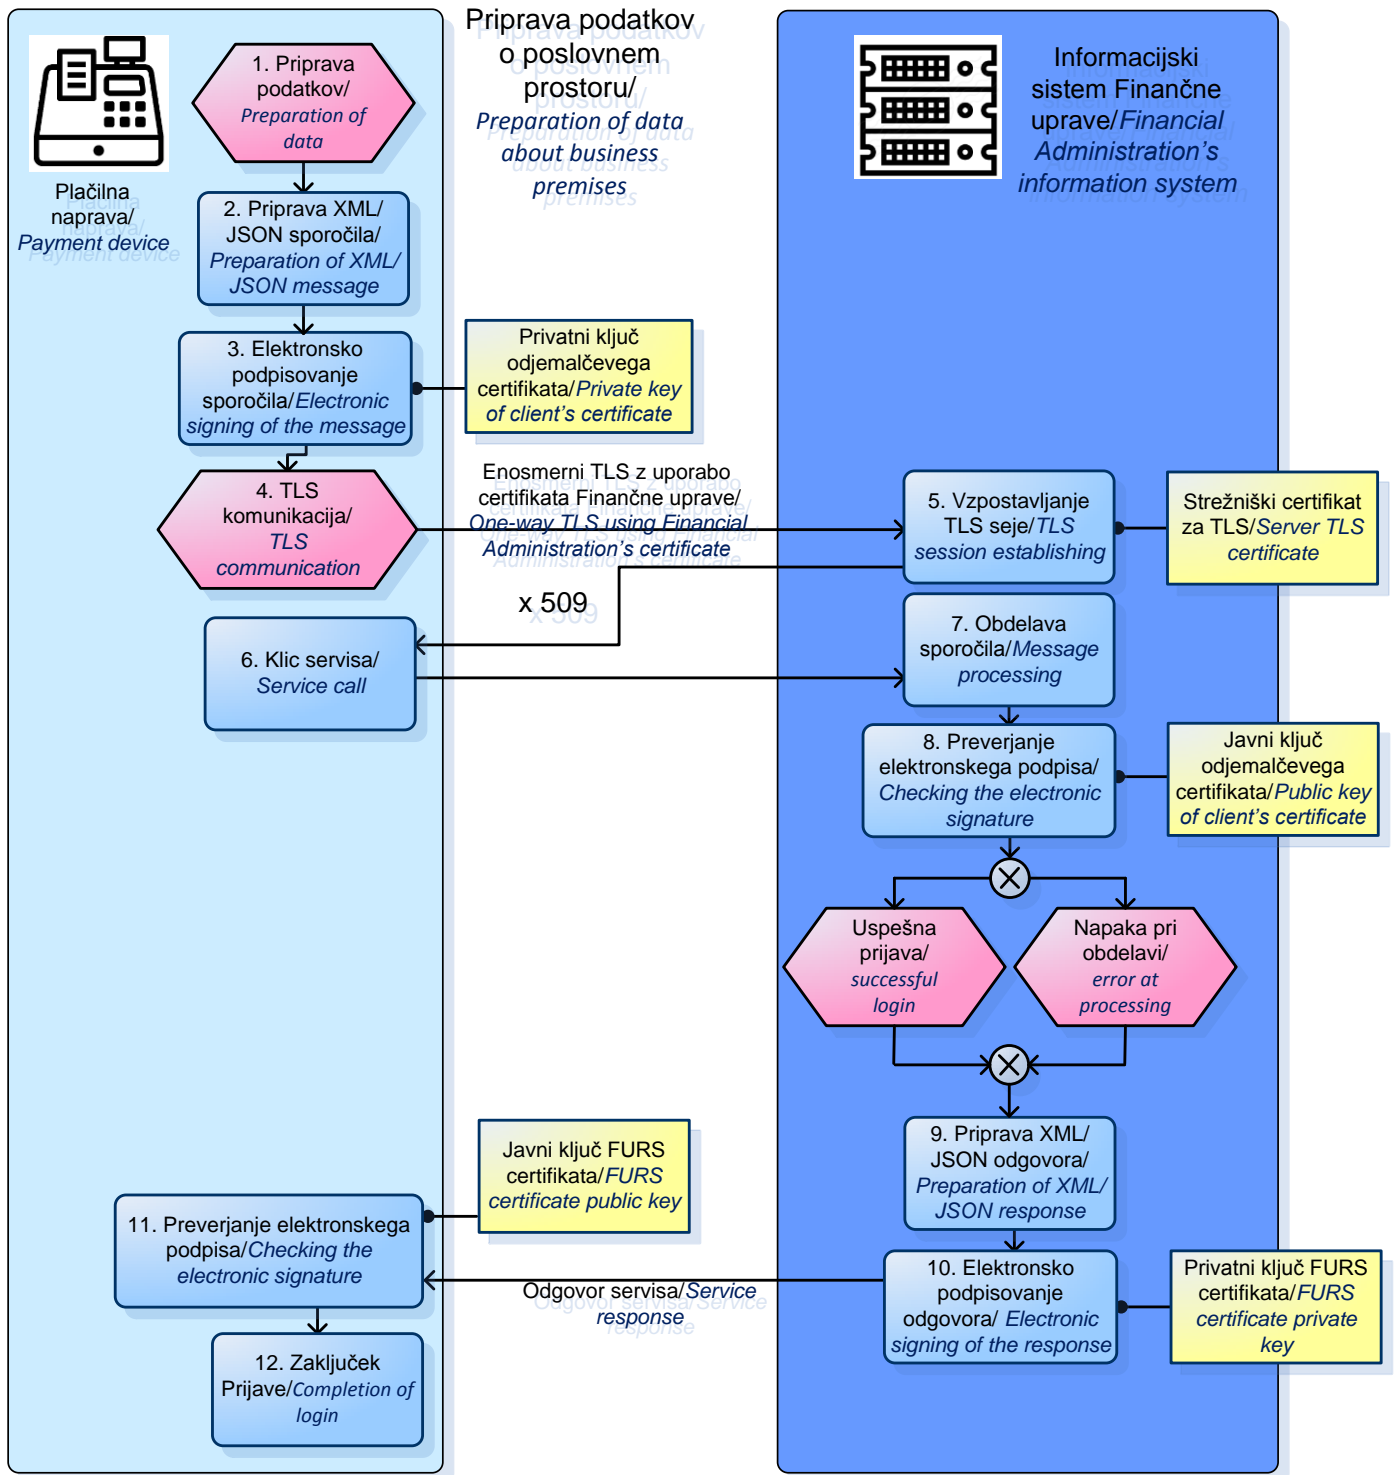 Priprava podatkov
o poslovnem
prostoru/
Preparation of data
about business
premises
Plačilna
naprava/
Payment device
Informacijski
sistem Finančne
uprave/Financial
Administration's
information system
1. Priprava
podatkov/
Preparation of
data
2. Priprava XML/
JSON sporočila/
Preparation of XML/
JSON message
3. Elektronsko
podpisovanje
sporočila/Electronic
signing of the message
Privatni ključ
odjemalčevega
certifikata/Private key
of client's certificate
4. TLS
komunikacija/
TLS
communication
Enosmerni TLS z uporabo
certifikata Finančne uprave/
One-way TLS using Financial
Administration's certificate
x 509
5. Vzpostavljanje
TLS seje/TLS
session establishing
Strežniški certifikat
za TLS/Server TLS
certificate
6. Klic servisa/
Service call
7. Obdelava
sporočila/Message
processing
8. Preverjanje
elektronskega podpisa/
Checking the electronic
signature
Javni ključ
odjemalčevega
certifikata/Public key
of client's certificate
Uspešna
prijava/
successful
login
Napaka pri
obdelavi/
error at
processing
9. Priprava XML/
JSON odgovora/
Preparation of XML/
JSON response
10. Elektronsko
podpisovanje
odgovora/ Electronic
signing of the response
Privatni ključ FURS
certifikata/FURS
certificate private
key
Odgovor servisa/Service
response
Javni ključ FURS
certifikata/FURS
certificate public key
11. Preverjanje elektronskega
podpisa/Checking the
electronic signature
12. Zaključek
Prijave/Completion of
login